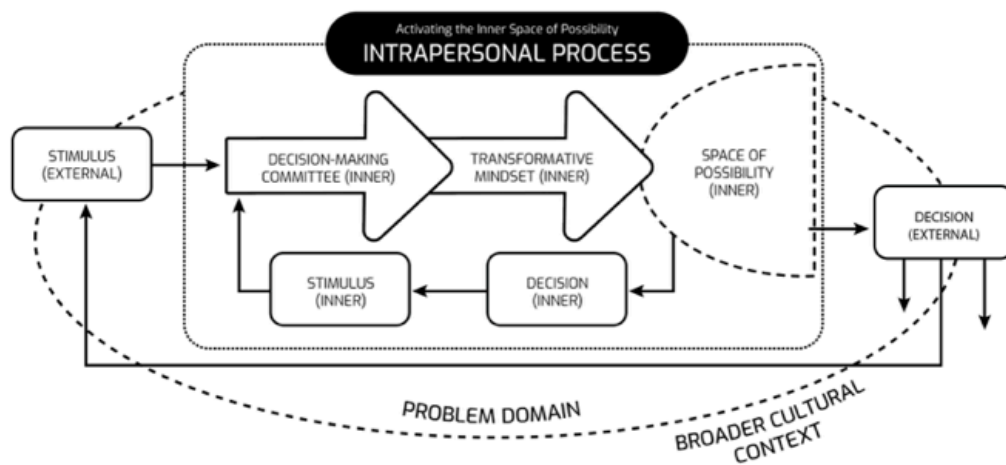 Activating the Inner Space of Possibility
INTRAPERSONAL PROCESS
STIMULUS
(EXTERNAL)
DECISION-MAKING
COMMITTEE (INNER)
TRANSFORMATIVE
MINDSET (INNER)
SPACE OF
POSSIBILITY
(INNER)
DECISION
(EXTERNAL)
STIMULUS
(INNER)
DECISION
(INNER)
PROBLEM DOMAIN
BROADER CULTURAL
CONTEXT